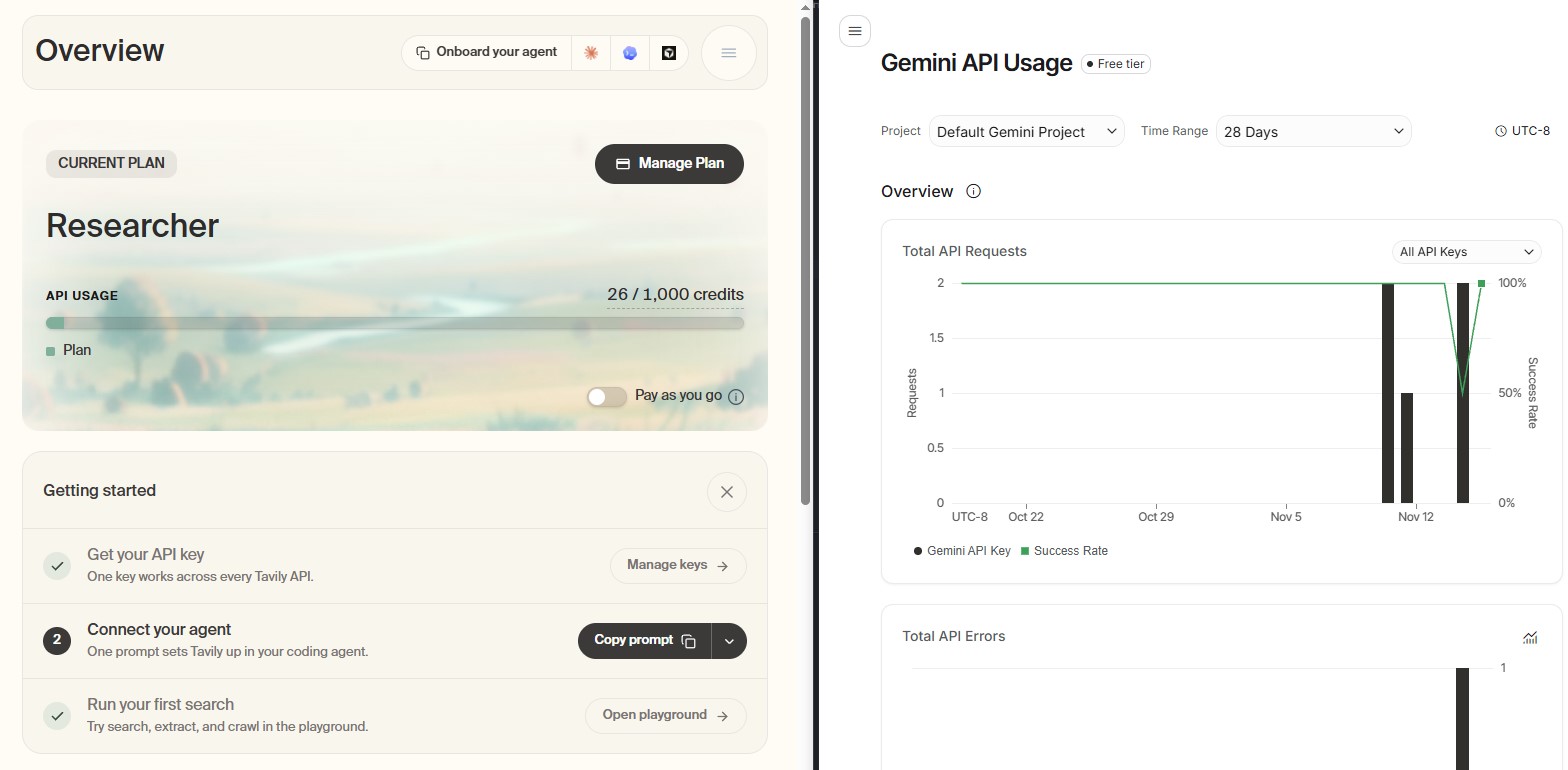 Overview
Onboard your agent
CURRENT PLAN
Manage Plan
Researcher
API USAGE
26 / 1,000 credits
Plan
Pay as you go
Getting started
Get your API key
One key works across every Tavily API.
Manage keys
2
Connect your agent
One prompt sets Tavily up in your coding agent.
Copy prompt
Run your first search
Try search, extract, and crawl in the playground.
Open playground
Gemini API Usage
Free tier
Project
Default Gemini Project
Time Range
28 Days
UTC-8
Overview
Total API Requests
All API Keys
2
1.5
1
0.5
0
Requests
100%
50%
0%
Success Rate
UTC-8
Oct 22
Oct 29
Nov 5
Nov 12
Gemini API Key
Success Rate
Total API Errors
1